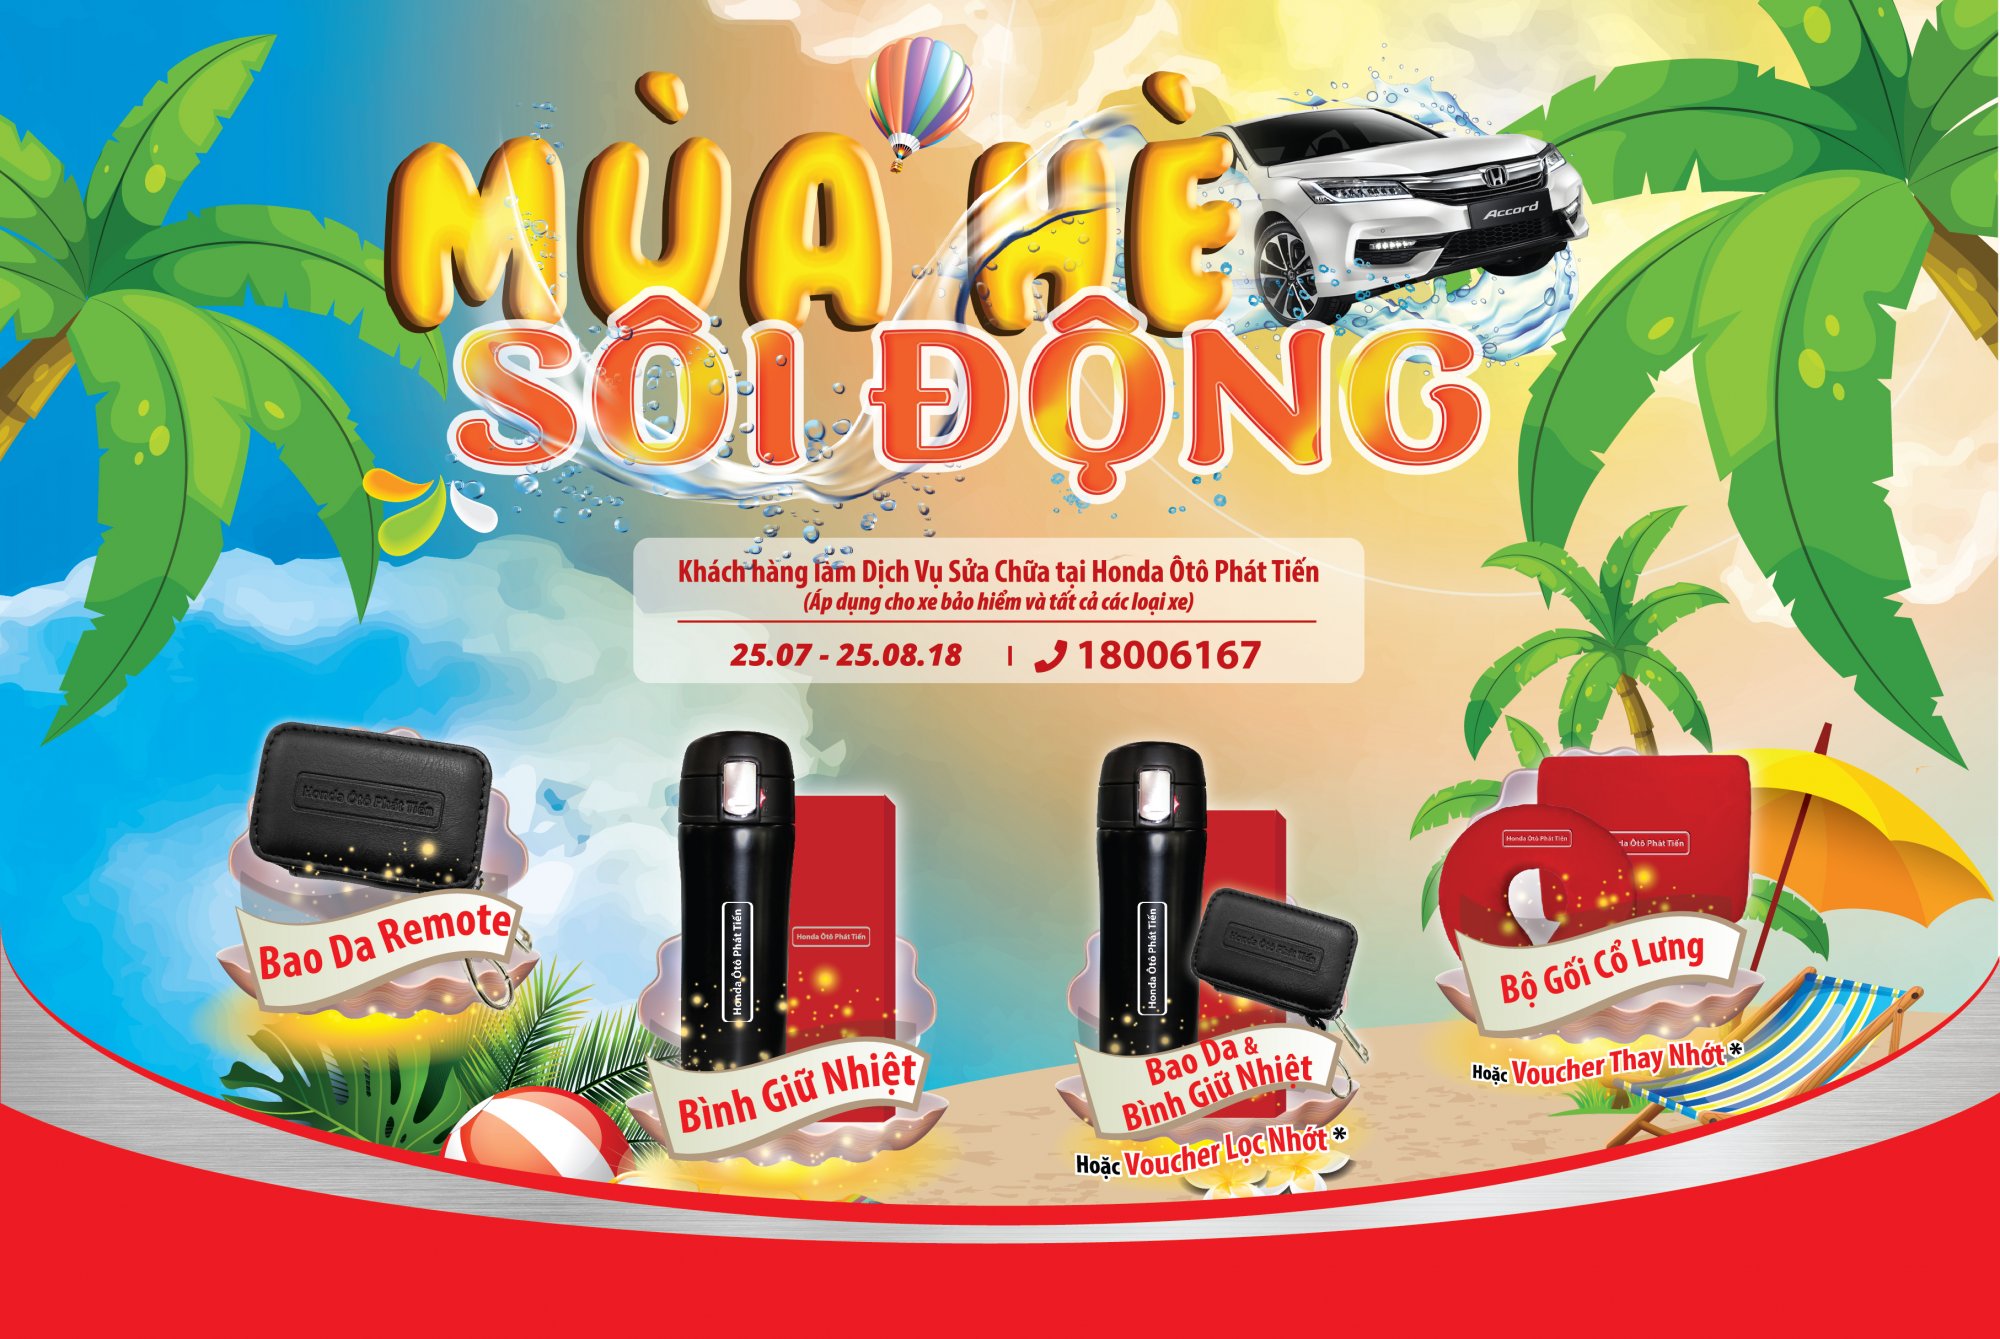 MÙA HÈ
Accord
SÔI ĐỘNG
Khách hàng làm Dịch Vụ Sửa Chữa tại Honda Ôtô Phát Tiến
(Áp dụng cho xe bảo hiểm và tất cả các loại xe)
25.07 - 25.08.18 | 18006167
Honda Ôtô Phát Tiến
Bao Da Remote
Honda Ôtô Phát Tiến
Honda Ôtô Phát Tiến
Bình Giữ Nhiệt
Honda Ôtô Phát Tiến
Honda Ôtô Phát Tiến
Bao Da &
Bình Giữ Nhiệt
Hoặc Voucher Lọc Nhớt *
Honda Ôtô Phát Tiến
Ôtô Phát Tiến
Bộ Gối Cổ Lưng
Hoặc Voucher Thay Nhớt *